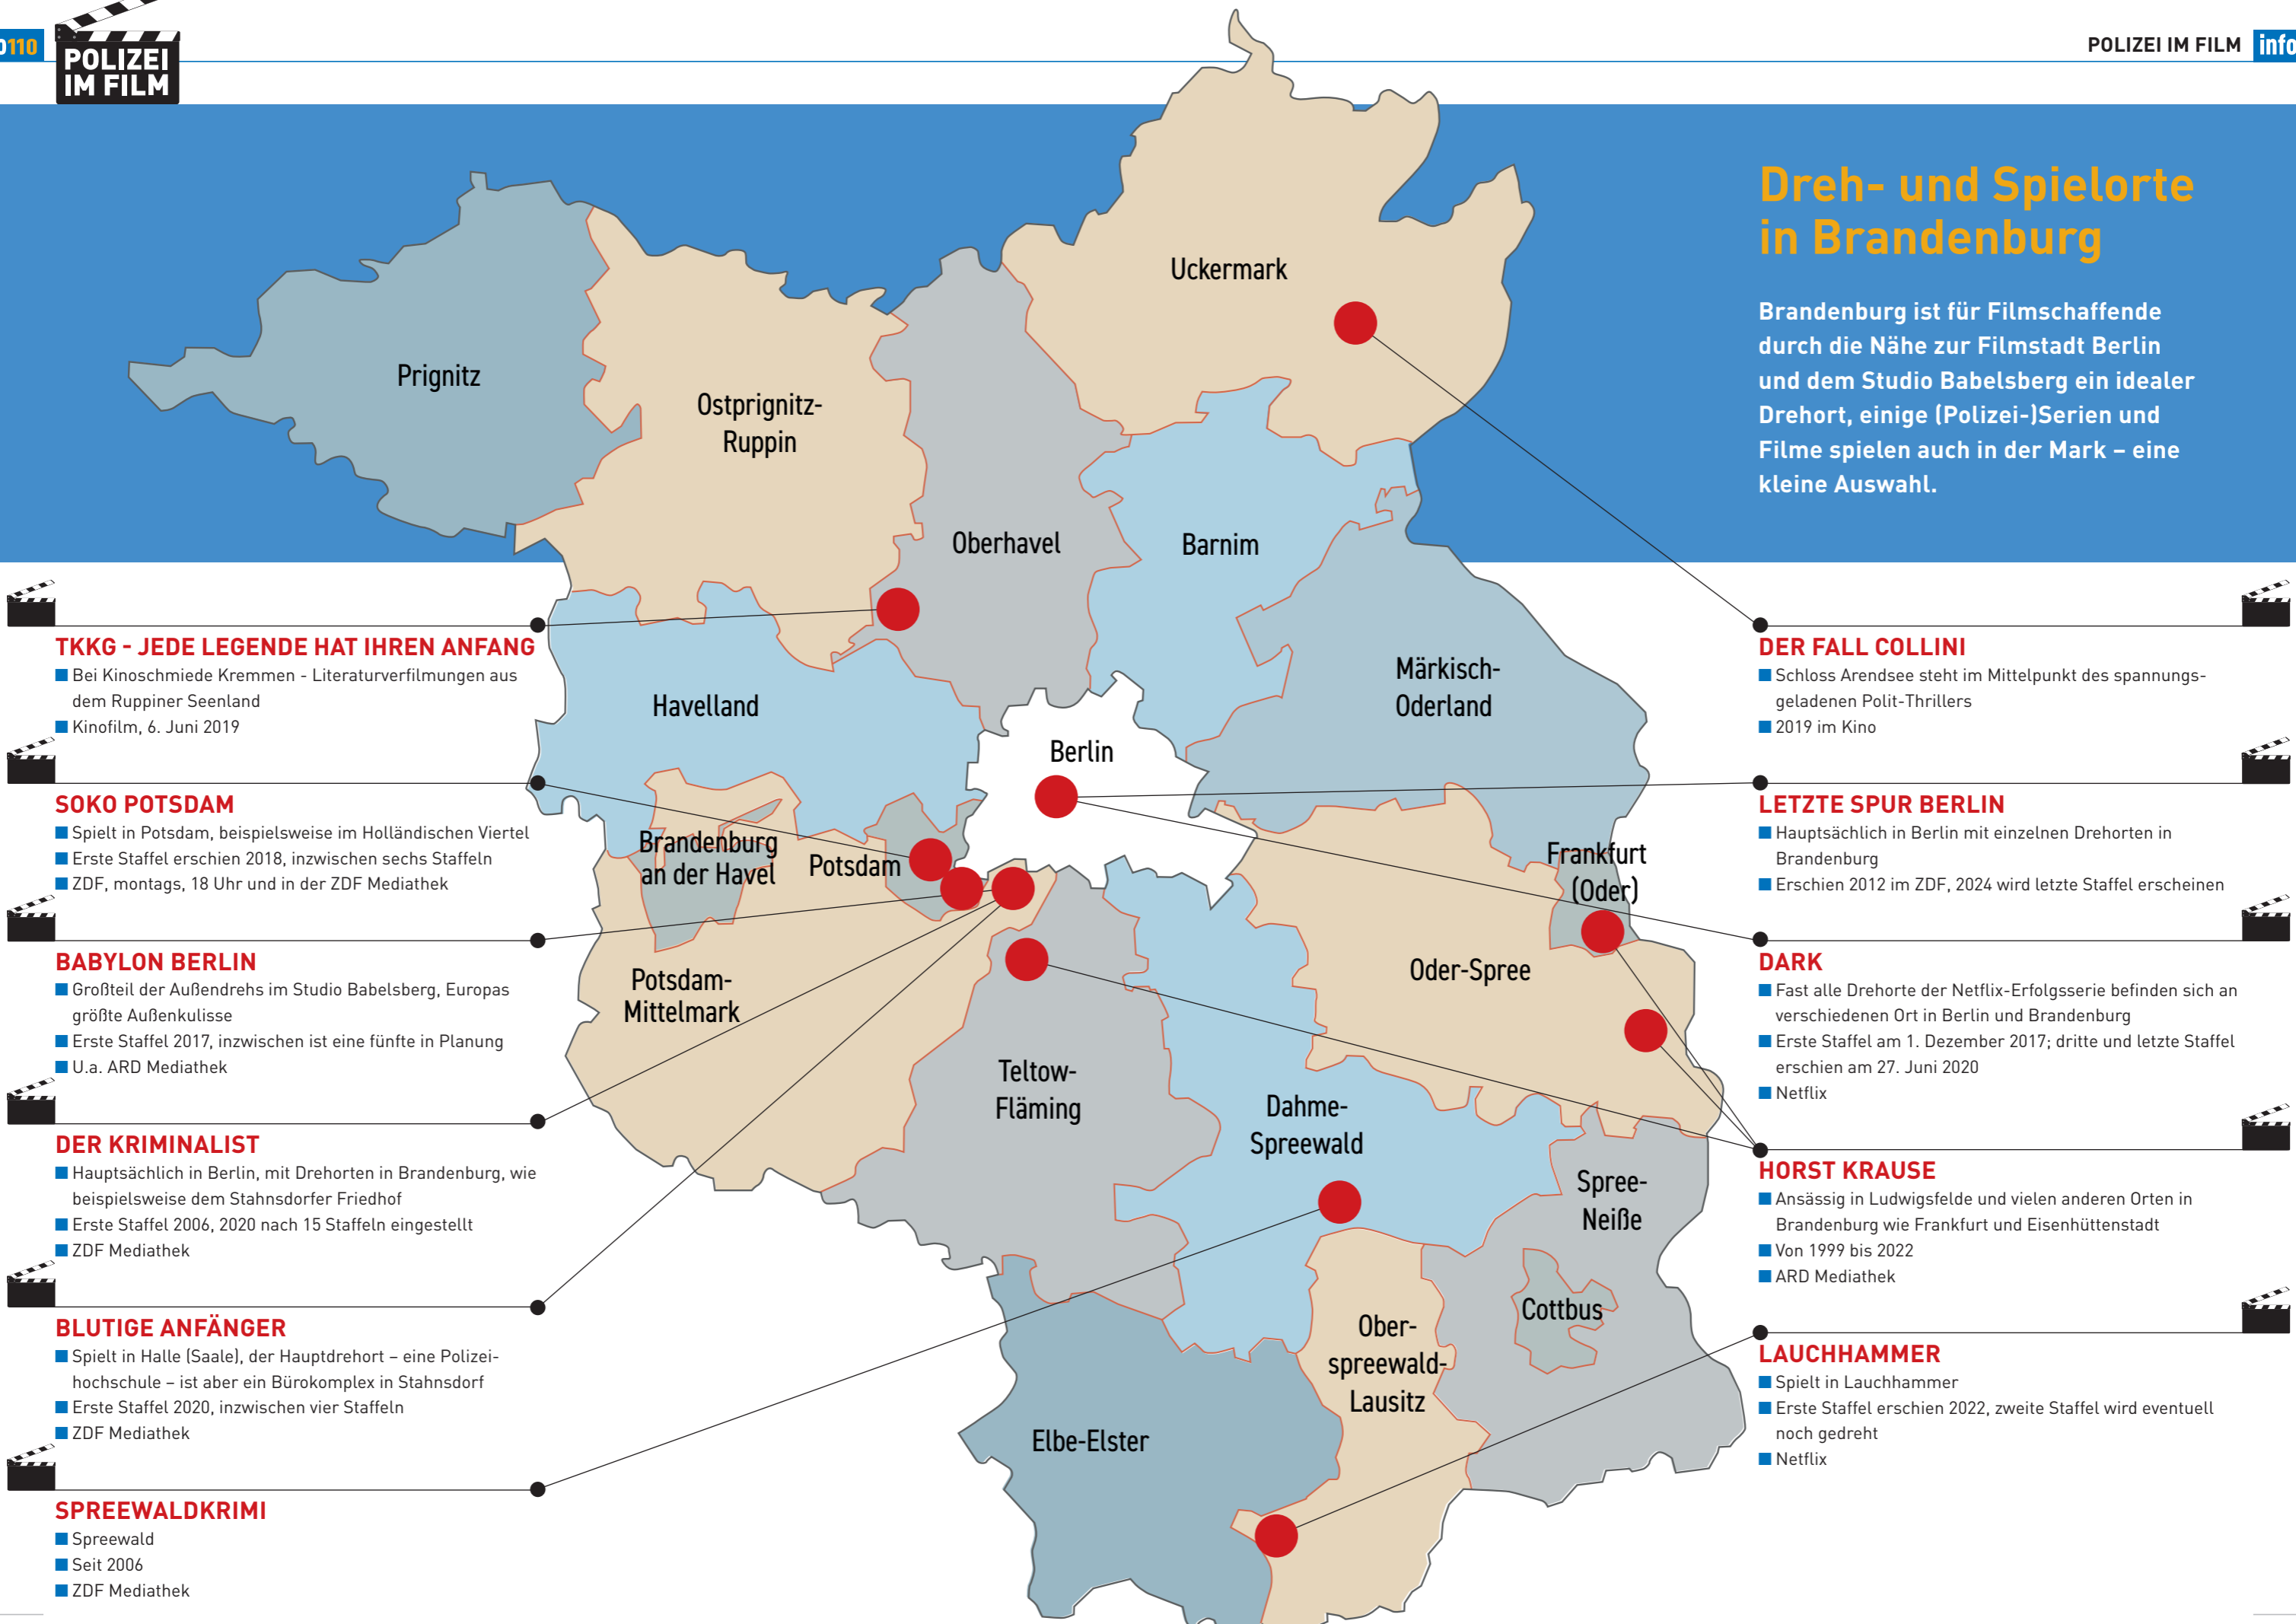 110
POLIZEI
IM FILM
POLIZEI IM FILM
info
Dreh- und Spielorte
in Brandenburg
Brandenburg ist für Filmschaffende
durch die Nähe zur Filmstadt Berlin
und dem Studio Babelsberg ein idealer
Drehort, einige (Polizei-)Serien und
Filme spielen auch in der Mark – eine
kleine Auswahl.
Uckermark
Prignitz
Ostprignitz-
Ruppin
Oberhavel
Barnim
Havelland
Märkisch-
Oderland
Berlin
Brandenburg
an der Havel
Potsdam
Frankfurt
(Oder)
Potsdam-
Mittelmark
Oder-Spree
Teltow-
Fläming
Dahme-
Spreewald
Spree-
Neiße
Cottbus
Ober-
spreewald-
Lausitz
Elbe-Elster
TKKG - JEDE LEGENDE HAT IHREN ANFANG
Bei Kinoschmiede Kremmen - Literaturverfilmungen aus
dem Ruppiner Seenland
Kinofilm, 6. Juni 2019
SOKO POTSDAM
Spielt in Potsdam, beispielsweise im Holländischen Viertel
Erste Staffel erschien 2018, inzwischen sechs Staffeln
ZDF, montags, 18 Uhr und in der ZDF Mediathek
BABYLON BERLIN
Großteil der Außendrehs im Studio Babelsberg, Europas
größte Außenkulisse
Erste Staffel 2017, inzwischen ist eine fünfte in Planung
U.a. ARD Mediathek
DER KRIMINALIST
Hauptsächlich in Berlin, mit Drehorten in Brandenburg, wie
beispielsweise dem Stahnsdorfer Friedhof
Erste Staffel 2006, 2020 nach 15 Staffeln eingestellt
ZDF Mediathek
BLUTIGE ANFÄNGER
Spielt in Halle (Saale), der Hauptdrehort – eine Polizei-
hochschule – ist aber ein Bürokomplex in Stahnsdorf
Erste Staffel 2020, inzwischen vier Staffeln
ZDF Mediathek
SPREEWALDKRIMI
Spreewald
Seit 2006
ZDF Mediathek
DER FALL COLLINI
Schloss Arendsee steht im Mittelpunkt des spannungs-
geladenen Polit-Thrillers
2019 im Kino
LETZTE SPUR BERLIN
Hauptsächlich in Berlin mit einzelnen Drehorten in
Brandenburg
Erschien 2012 im ZDF, 2024 wird letzte Staffel erscheinen
DARK
Fast alle Drehorte der Netflix-Erfolgsserie befinden sich an
verschiedenen Ort in Berlin und Brandenburg
Erste Staffel am 1. Dezember 2017; dritte und letzte Staffel
erschien am 27. Juni 2020
Netflix
HORST KRAUSE
Ansässig in Ludwigsfelde und vielen anderen Orten in
Brandenburg wie Frankfurt und Eisenhüttenstadt
Von 1999 bis 2022
ARD Mediathek
LAUCHHAMMER
Spielt in Lauchhammer
Erste Staffel erschien 2022, zweite Staffel wird eventuell
noch gedreht
Netflix